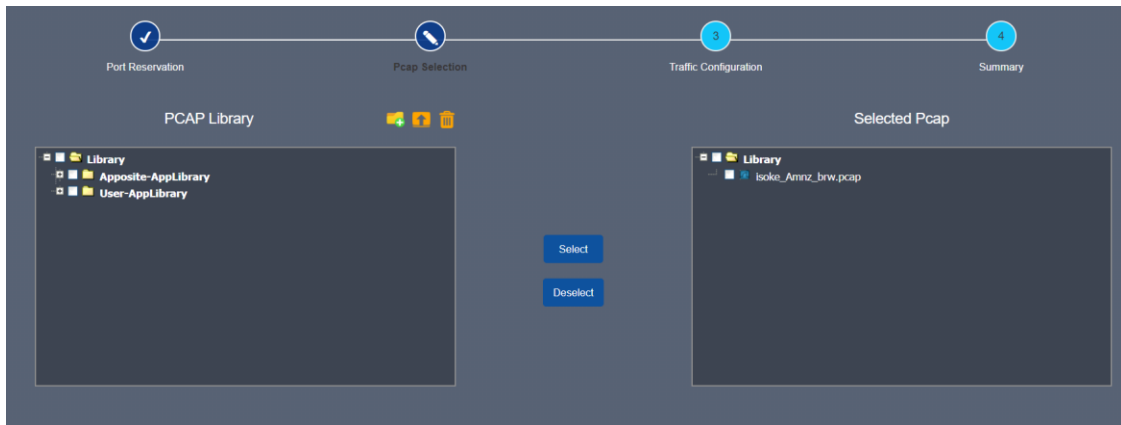 3
4
Port Reservation
Pcap Selection
Traffic Configuration
Summary
PCAP Library
Selected Pcap
Library
Apposite-AppLibrary
User-AppLibrary
Library
isoke_Amnz_brw.pcap
Select
Deselect